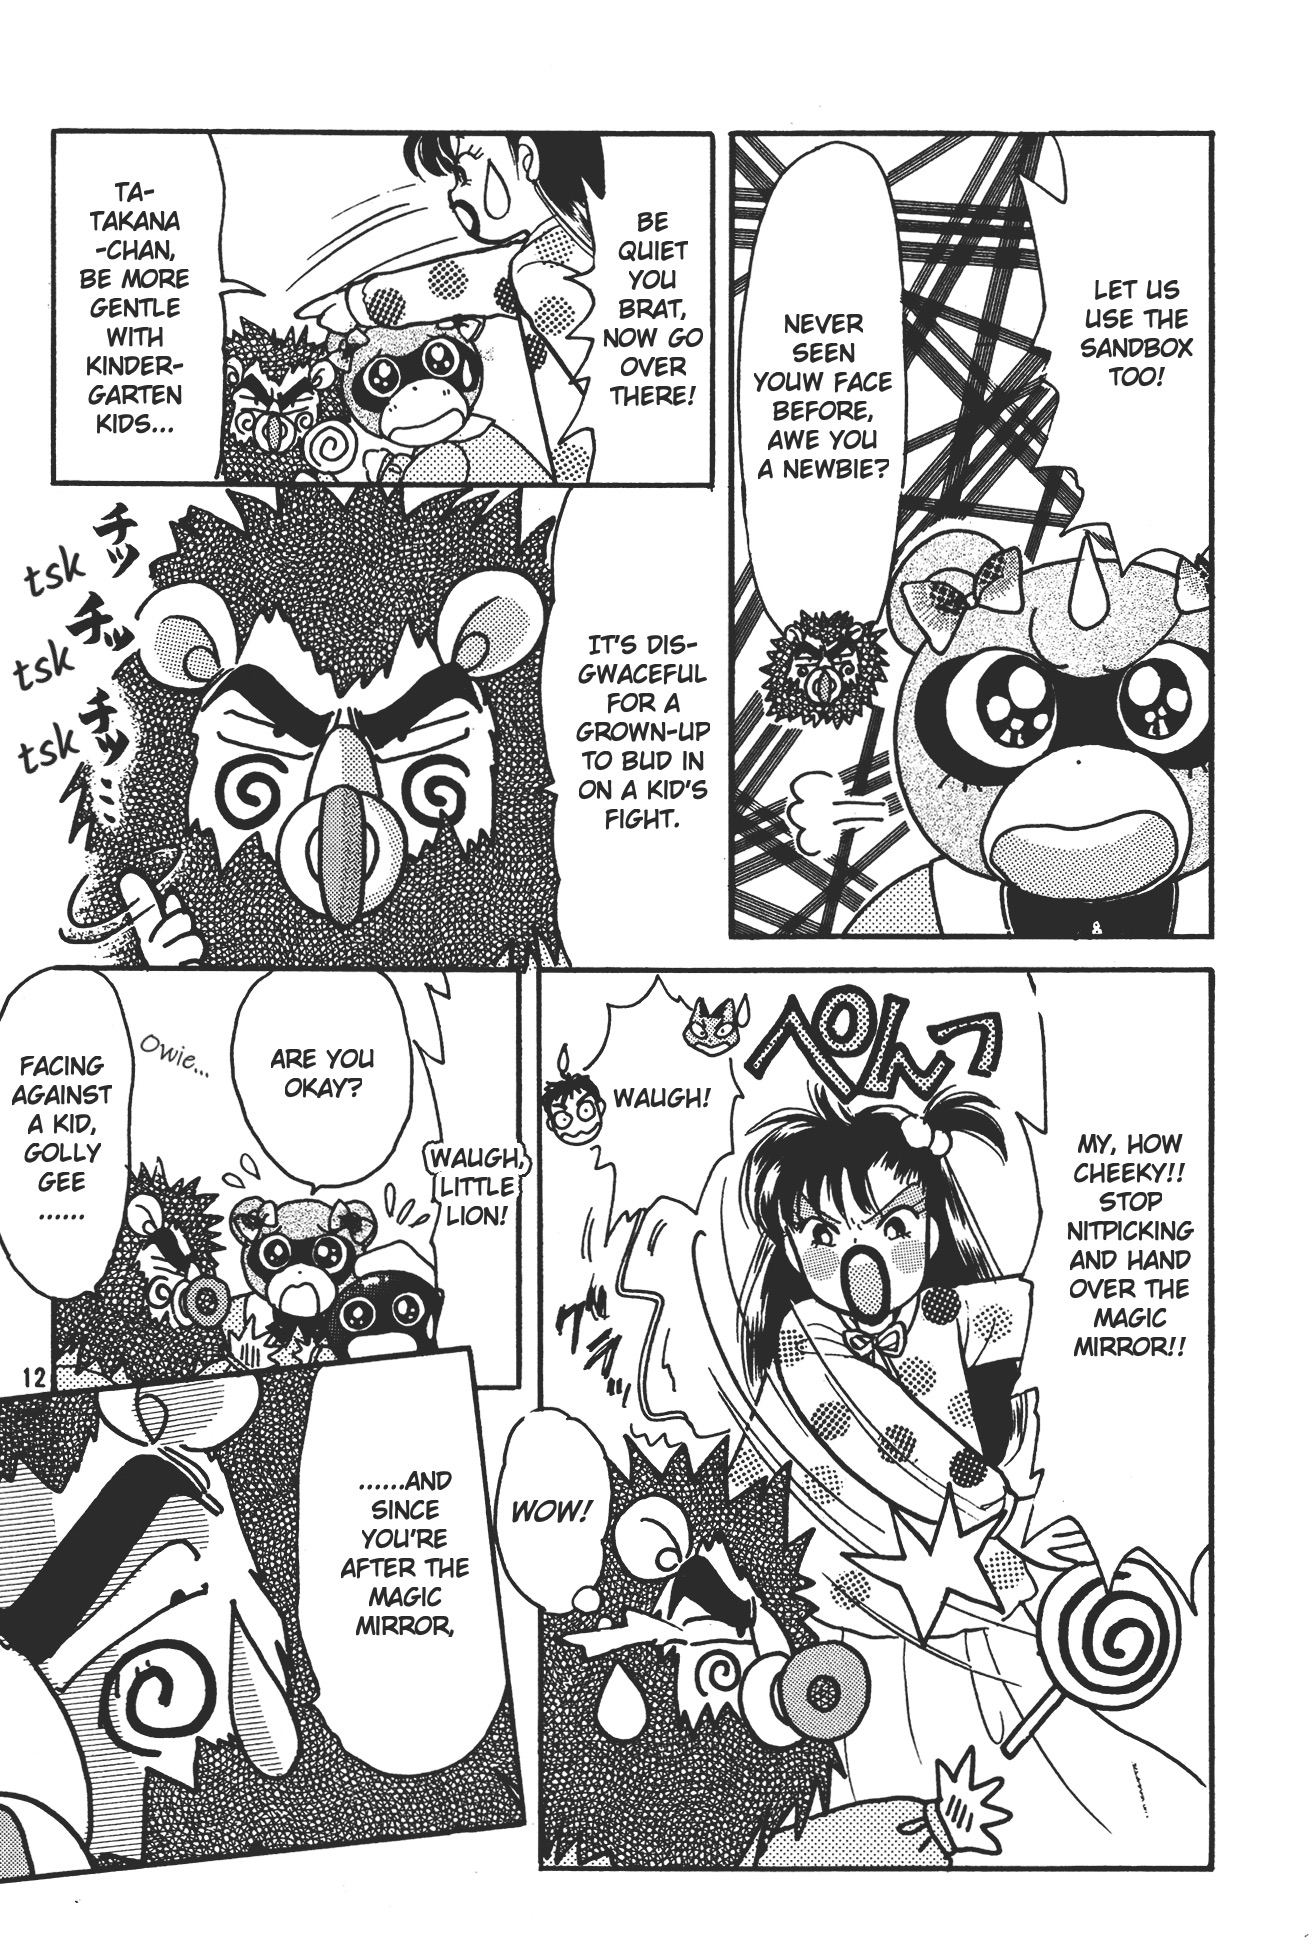 LET US
USE THE
SANDBOX
TOO!
NEVER
SEEN
YOUW FACE
BEFORE,
AWE YOU
A NEWBIE?
BE
QUIET
YOU
BRAT,
NOW GO
OVER
THERE!
TA-
TAKANA
-CHAN,
BE MORE
GENTLE
WITH
KINDER-
GARTEN
KIDS...
IT'S DIS-
GWACEFUL
FOR A
GROWN-UP
TO BUD IN
ON A KID'S
FIGHT.
チッ
tsk
チッ
tsk
チッ...
tsk
MY, HOW
CHEEKY!!
STOP
NITPICKING
AND HAND
OVER THE
MAGIC
MIRROR!!
ぺんっ
WAUGH!
WOW!
WAUGH,
LITTLE
LION!
ARE YOU
OKAY?
Owie...
FACING
AGAINST
A KID,
GOLLY
GEE
......
12
......AND
SINCE
YOU'RE
AFTER THE
MAGIC
MIRROR,